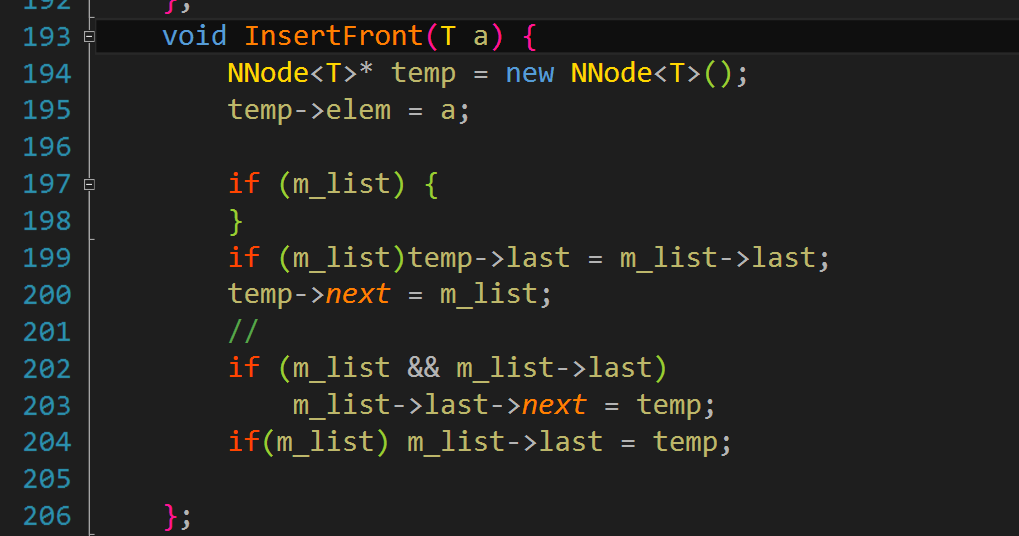 192 };
193 void InsertFront(T a) {
194 NNode<T>* temp = new NNode<T>();
195 temp->elem = a;
196
197 if (m_list) {
198 }
199 if (m_list)temp->last = m_list->last;
200 temp->next = m_list;
201 //
202 if (m_list && m_list->last)
203 m_list->last->next = temp;
204 if(m_list) m_list->last = temp;
205
206 };